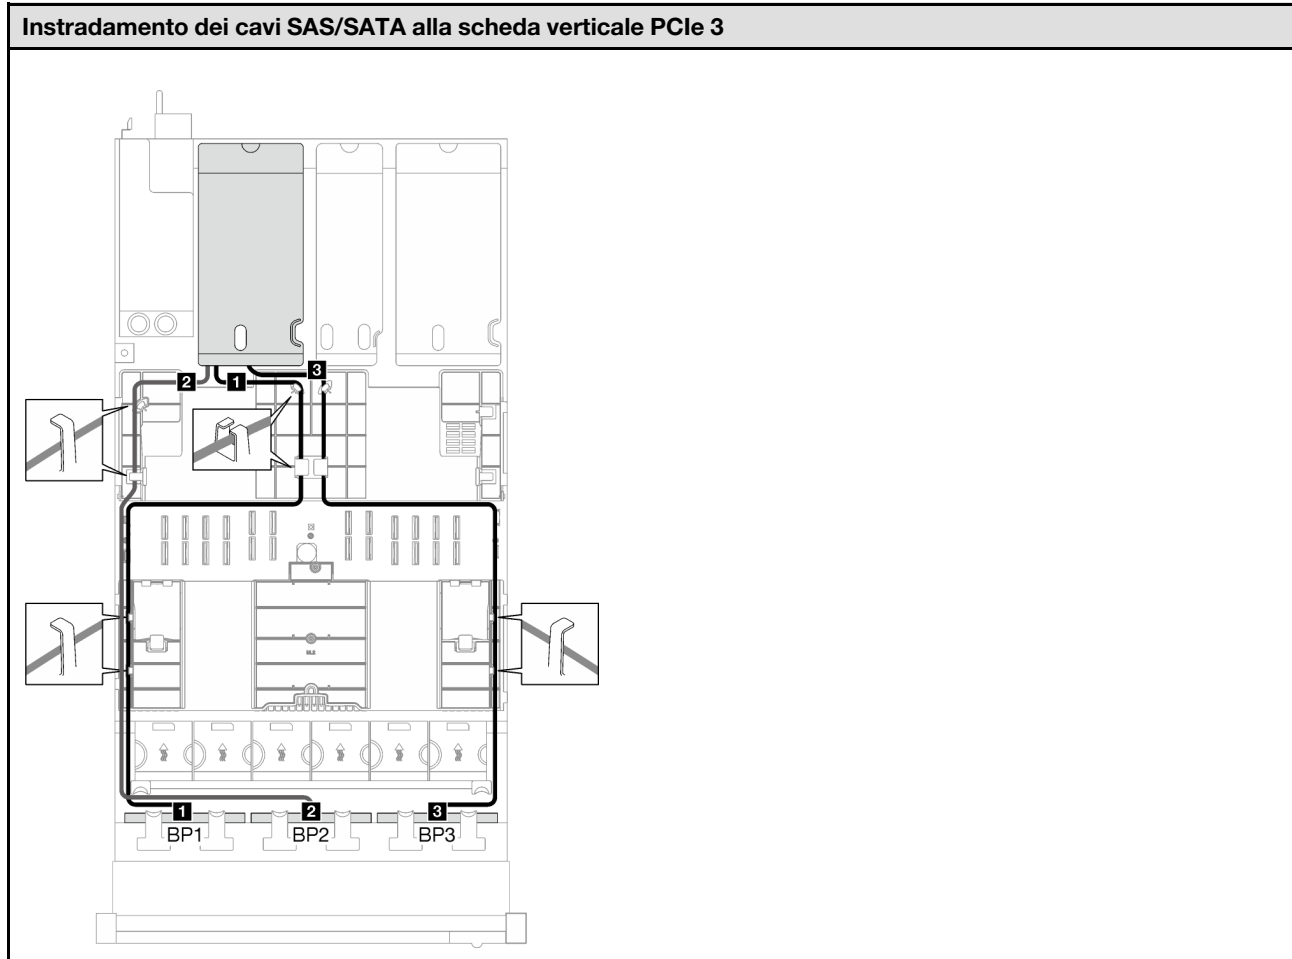 Instradamento dei cavi SAS/SATA alla scheda verticale PCIe 3
3
2
1
1
2
3
BP1
BP2
BP3